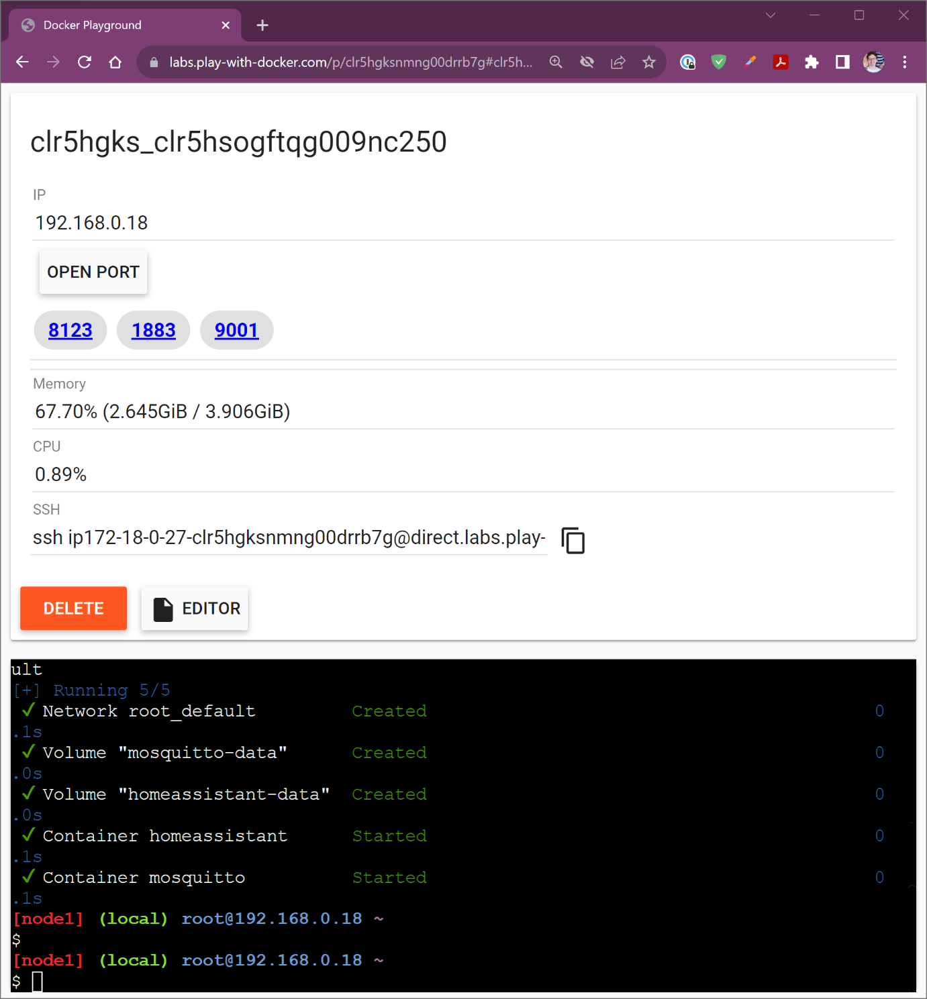 Docker Playground
labs.play-with-docker.com/p/clr5hgksnmng00drrb7g#clr5h...
clr5hgks_clr5hsogftqg009nc250
IP
192.168.0.18
OPEN PORT
8123 1883 9001
Memory
67.70% (2.645GiB / 3.906GiB)
CPU
0.89%
SSH
ssh ip172-18-0-27-clr5hgksnmng00drrb7g@direct.labs.play-
DELETE EDITOR
ult
[+] Running 5/5
✓ Network root_default Created 0
.1s
✓ Volume "mosquitto-data" Created 0
.0s
✓ Volume "homeassistant-data" Created 0
.0s
✓ Container homeassistant Started 0
.1s
✓ Container mosquitto Started 0
.1s
[node1] (local) root@192.168.0.18 ~
$
[node1] (local) root@192.168.0.18 ~
$